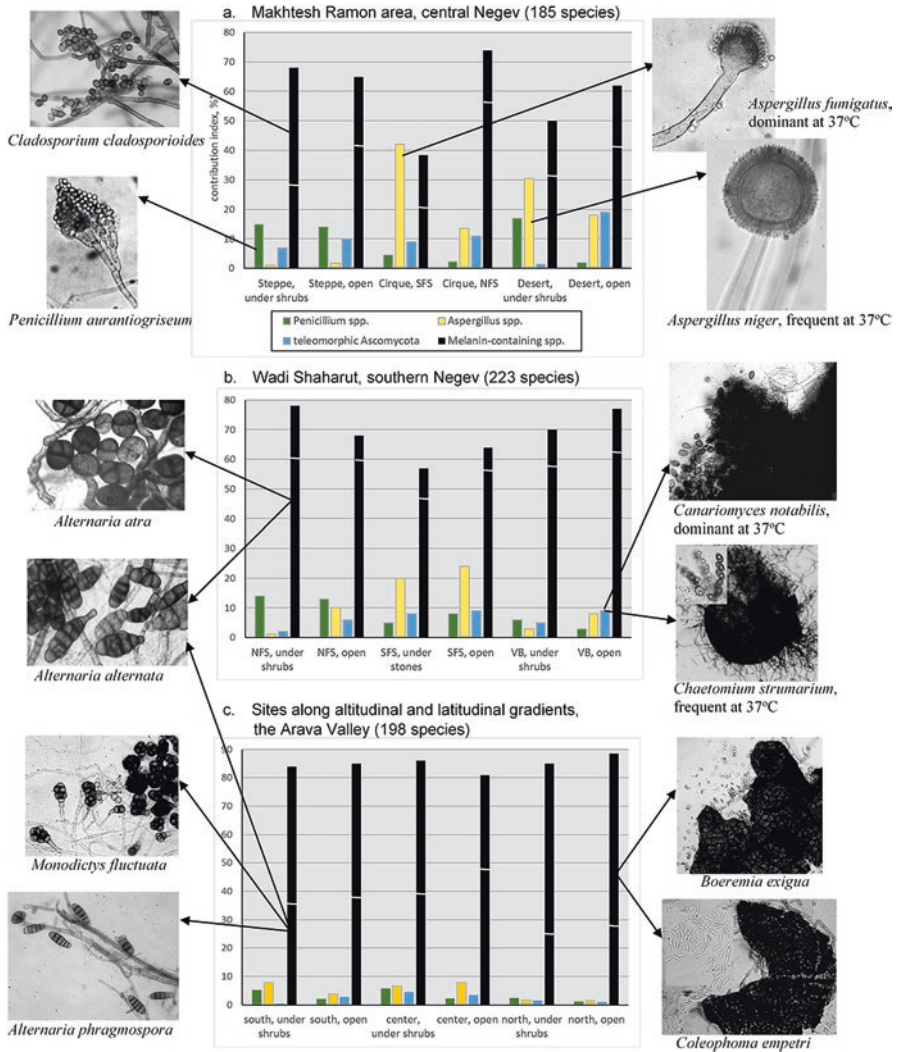 a. Makhtesh Ramon area, central Negev (185 species)
80
70
60
50
40
30
20
10
0
contribution index, %
Steppe, under shrubs
Steppe, open
Cirque, SFS
Cirque, NFS
Desert, under shrubs
Desert, open
Penicillium spp.
Aspergillus spp.
teleomorphic Ascomycota
Melanin-containing spp.
Cladosporium cladosporioides
Penicillium aurantiogriseum
Aspergillus fumigatus,
dominant at 37ºC
Aspergillus niger, frequent at 37ºC
b. Wadi Shaharut, southern Negev (223 species)
80
70
60
50
40
30
20
10
0
NFS, under shrubs
NFS, open
SFS, under stones
SFS, open
VB, under shrubs
VB, open
Alternaria atra
Alternaria alternata
Canariomyces notabilis,
dominant at 37ºC
Chaetomium strumarium,
frequent at 37ºC
c. Sites along altitudinal and latitudinal gradients,
the Arava Valley (198 species)
90
80
70
60
50
40
30
20
10
0
south, under shrubs
south, open
center, under shrubs
center, open
north, under shrubs
north, open
Monodictys fluctuata
Alternaria phragmospora
Boeremia exigua
Coleophoma empetri